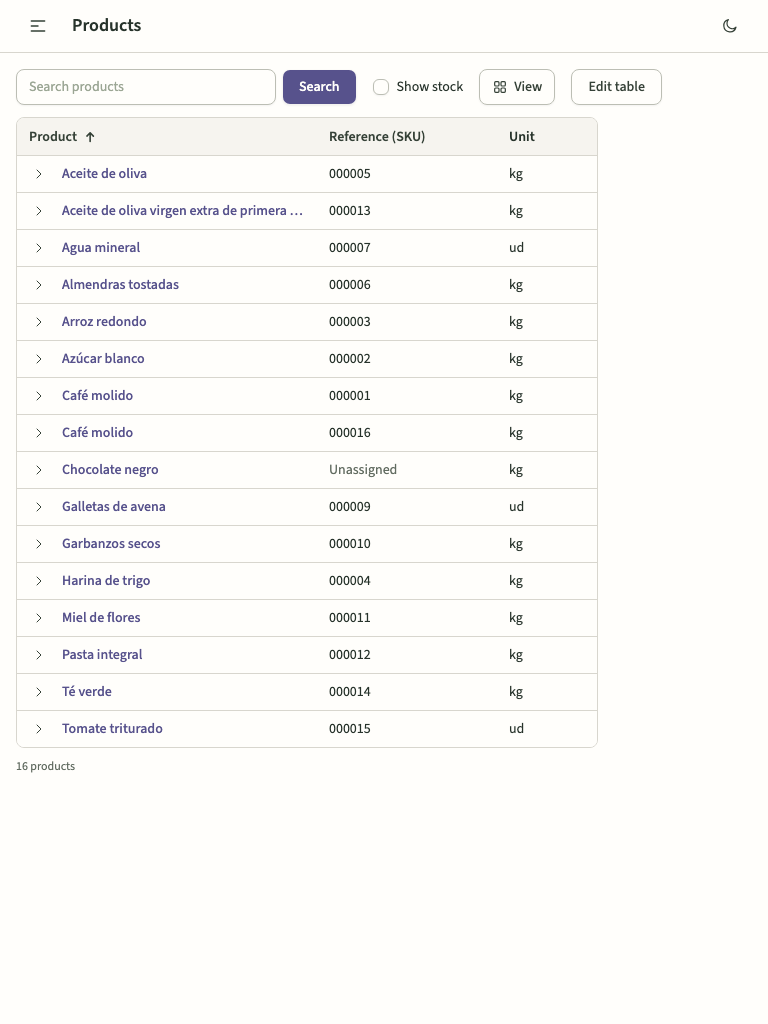 Products
Search products
Search
Show stock
View
Edit table
Product Reference (SKU) Unit
Aceite de oliva 000005 kg
Aceite de oliva virgen extra de primera … 000013 kg
Agua mineral 000007 ud
Almendras tostadas 000006 kg
Arroz redondo 000003 kg
Azúcar blanco 000002 kg
Café molido 000001 kg
Café molido 000016 kg
Chocolate negro Unassigned kg
Galletas de avena 000009 ud
Garbanzos secos 000010 kg
Harina de trigo 000004 kg
Miel de flores 000011 kg
Pasta integral 000012 kg
Té verde 000014 kg
Tomate triturado 000015 ud
16 products